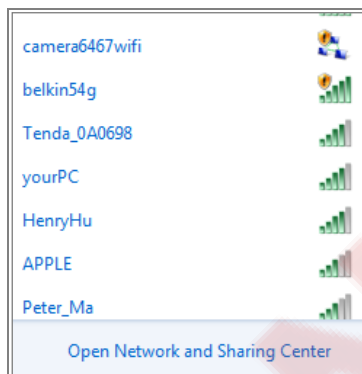 camera6467wifi
belkin54g
Tenda_0A0698
yourPC
HenryHu
APPLE
Peter_Ma
Open Network and Sharing Center